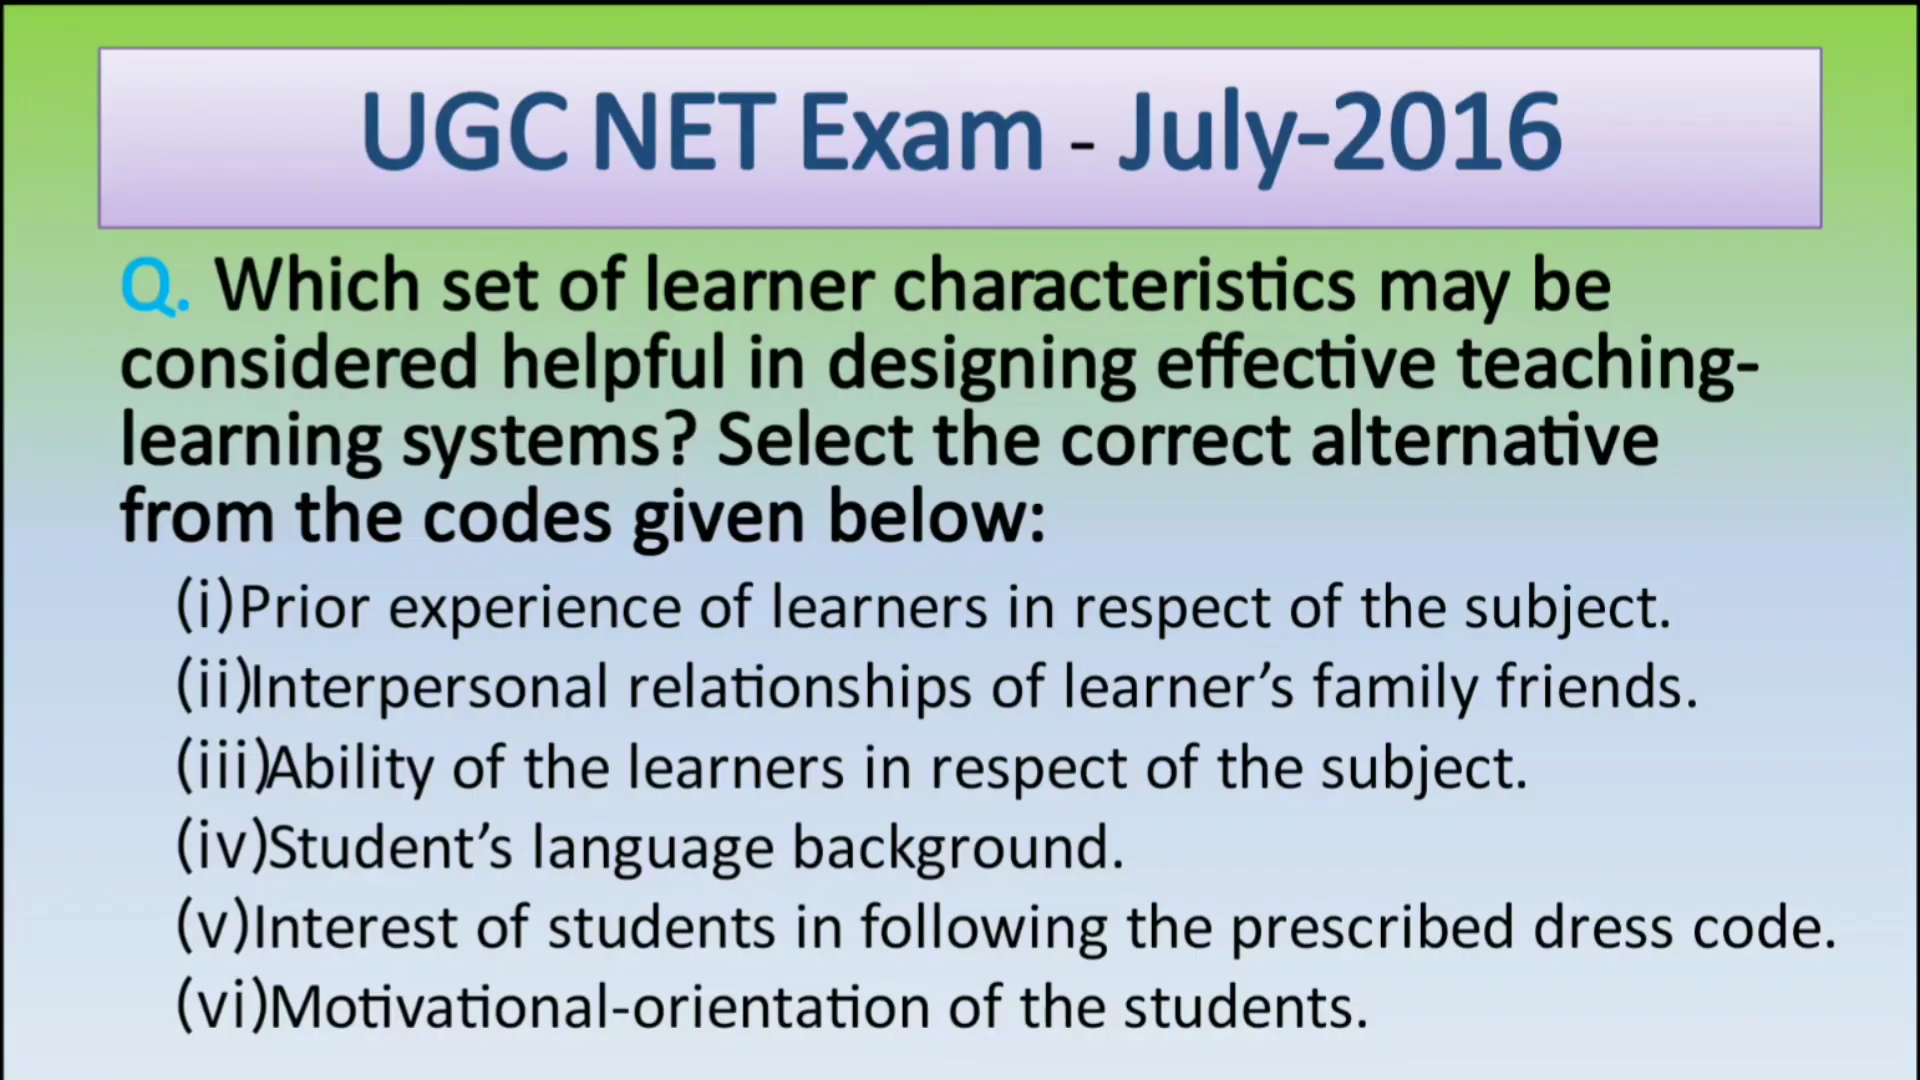 UGC NET Exam - July-2016
Q. Which set of learner characteristics may be
considered helpful in designing effective teaching-
learning systems? Select the correct alternative
from the codes given below:
(i)Prior experience of learners in respect of the subject.
(ii)Interpersonal relationships of learner’s family friends.
(iii)Ability of the learners in respect of the subject.
(iv)Student’s language background.
(v)Interest of students in following the prescribed dress code.
(vi)Motivational-orientation of the students.